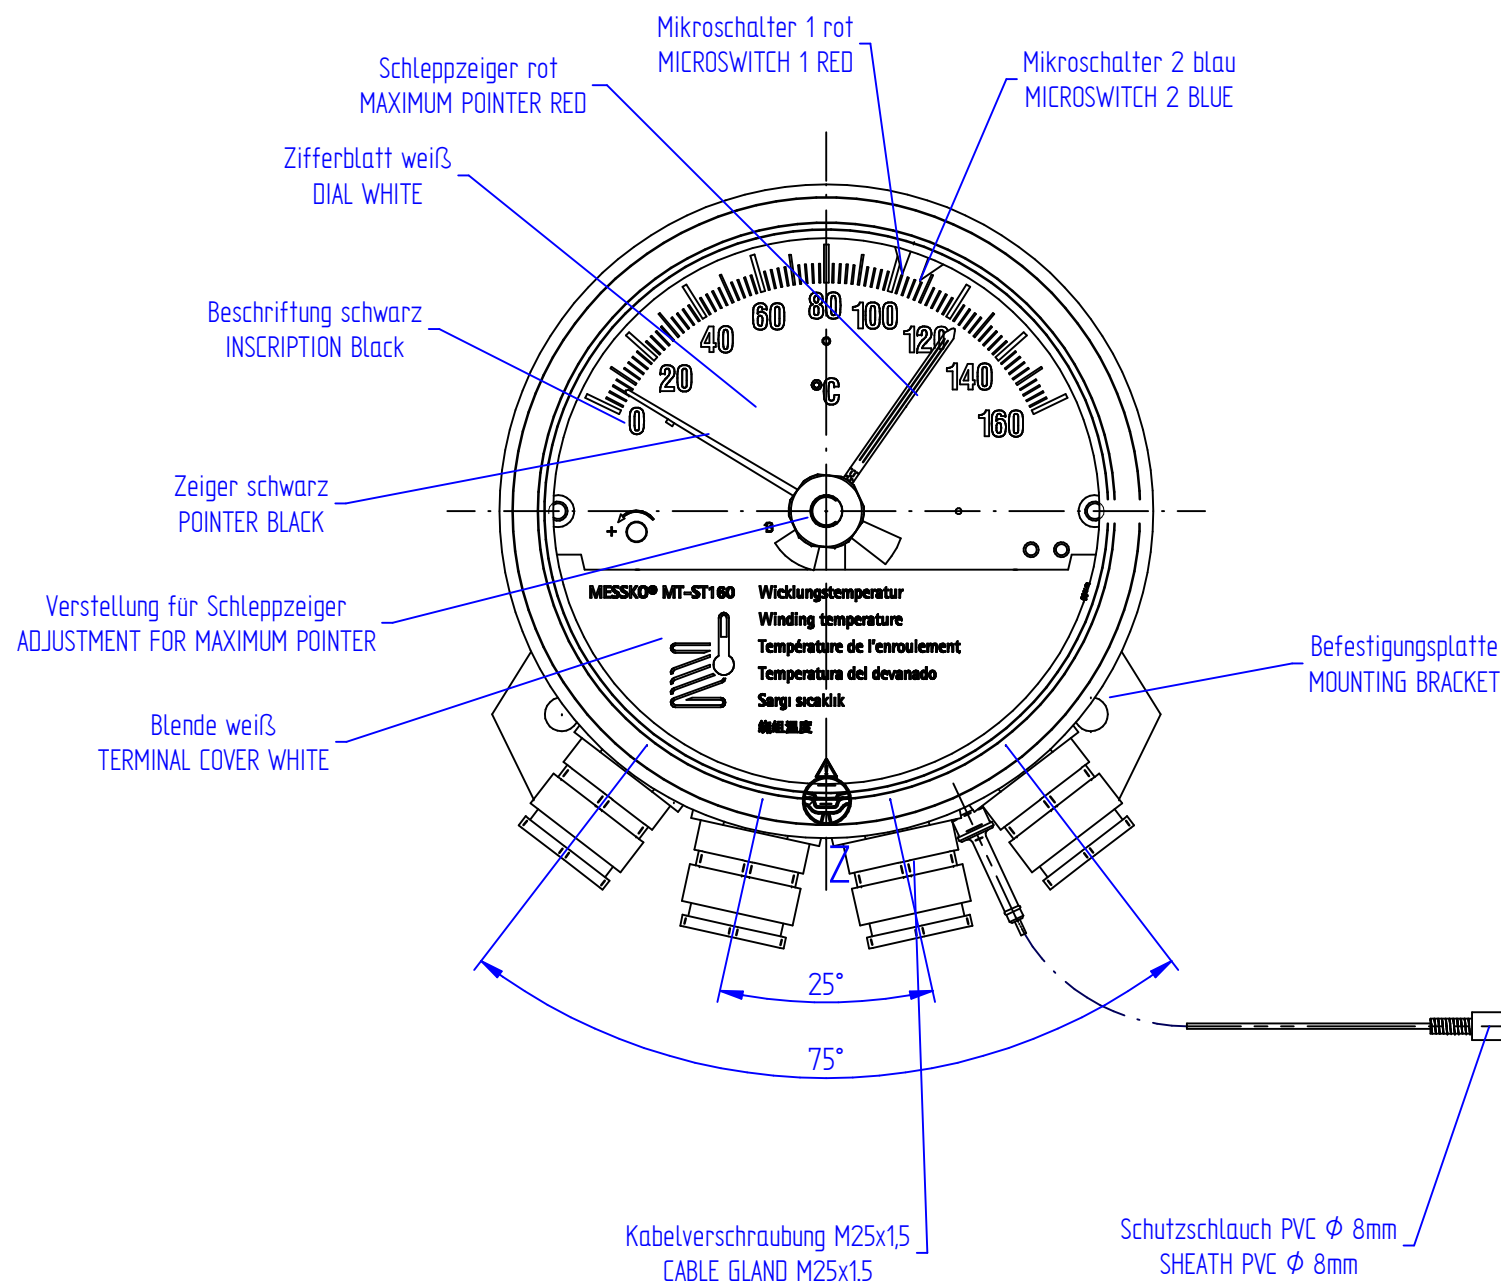 Mikroschalter 1 rot
MICROSWITCH 1 RED
Mikroschalter 2 blau
MICROSWITCH 2 BLUE
Schleppzeiger rot
MAXIMUM POINTER RED
Zifferblatt weiß
DIAL WHITE
Beschriftung schwarz
INSCRIPTION Black
0 20 40 60 80 100 120 140 160
°C
Zeiger schwarz
POINTER BLACK
+
Verstellung für Schleppzeiger
ADJUSTMENT FOR MAXIMUM POINTER
MESSKO® MT-ST160
Wicklungstemperatur
Winding temperature
Température de l'enroulement
Temperatura del devanado
Sargı sıcaklık
绕组温度
Befestigungsplatte
MOUNTING BRACKET
Blende weiß
TERMINAL COVER WHITE
Z
25°
75°
Kabelverschraubung M25x1,5
CABLE GLAND M25x1.5
Schutzschlauch PVC Φ 8mm
SHEATH PVC Φ 8mm